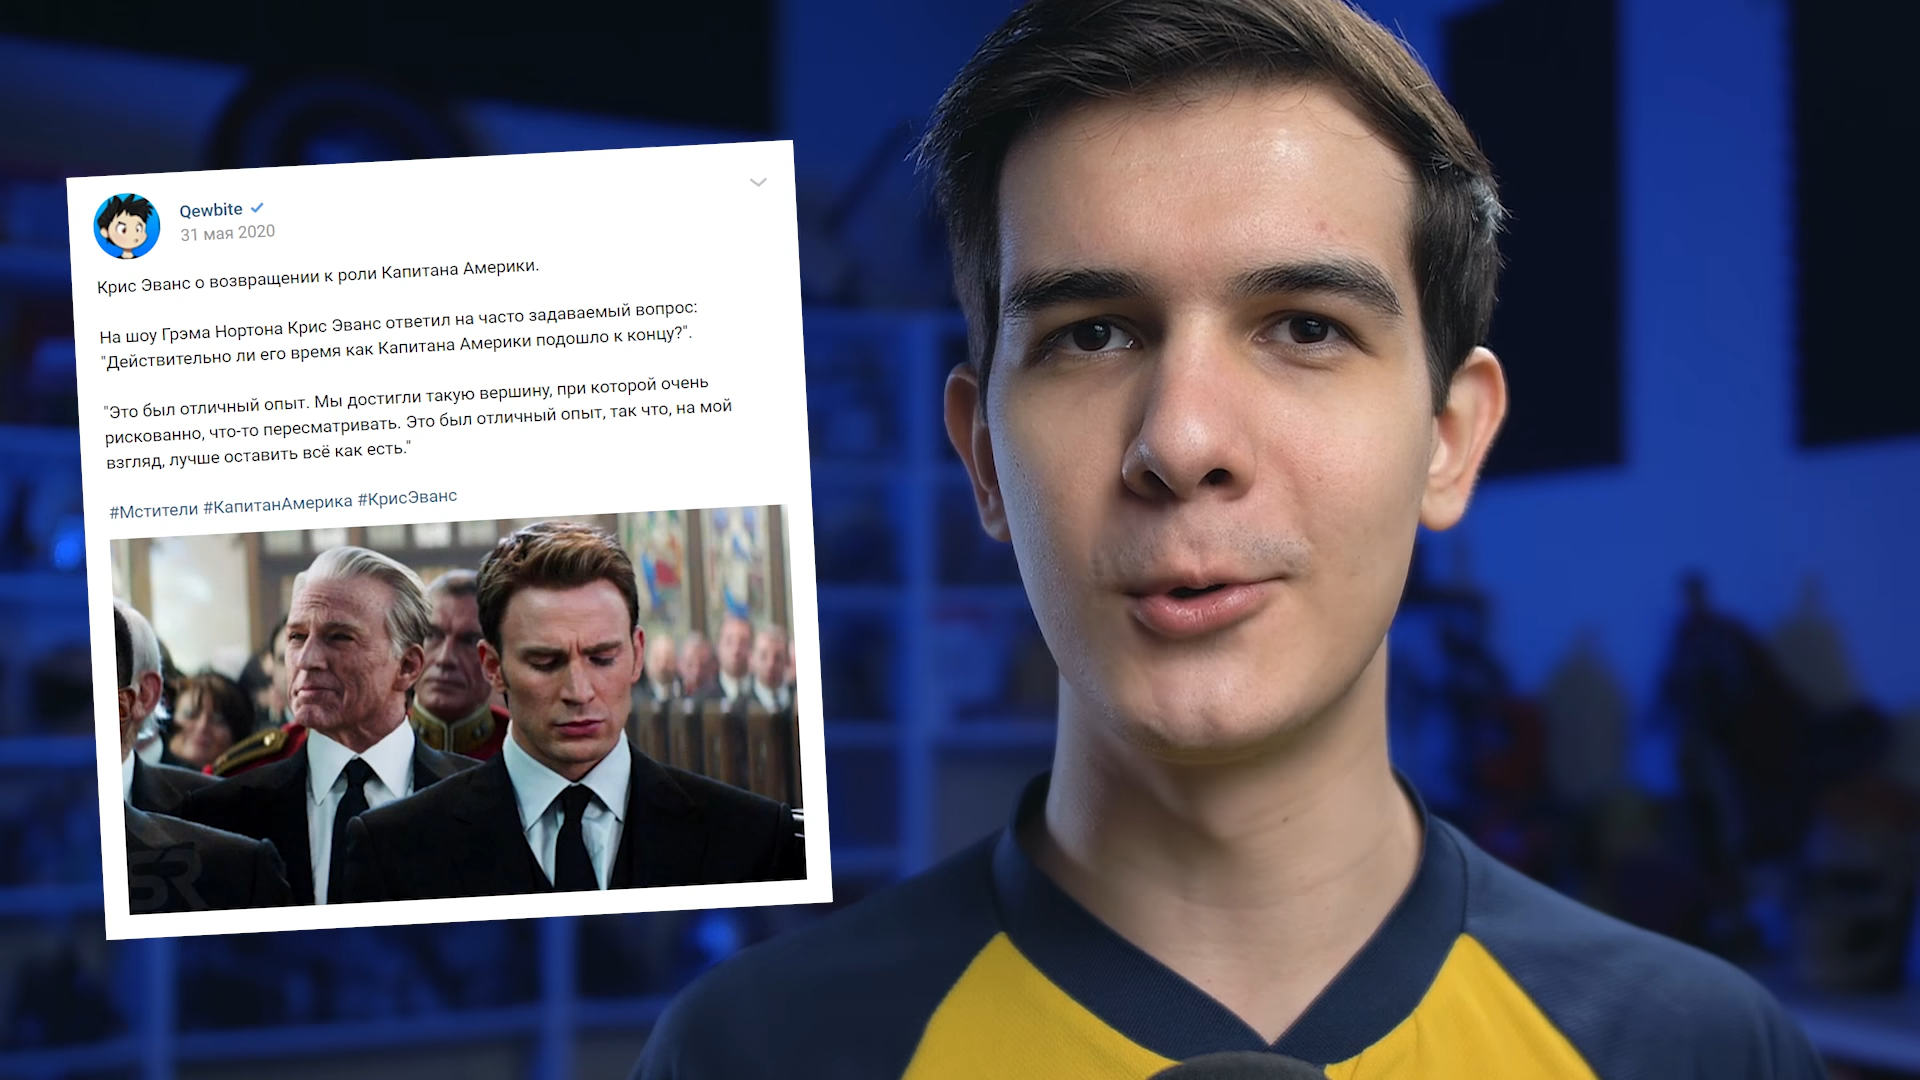 Qewbite
31 мая 2020
Крис Эванс о возвращении к роли Капитана Америки.
На шоу Грэма Нортона Крис Эванс ответил на часто задаваемый вопрос:
"Действительно ли его время как Капитана Америки подошло к концу?".
"Это был отличный опыт. Мы достигли такую вершину, при которой очень
рискованно, что-то пересматривать. Это был отличный опыт, так что, на мой
взгляд, лучше оставить всё как есть."
#Мстители #КапитанАмерика #КрисЭванс
SR